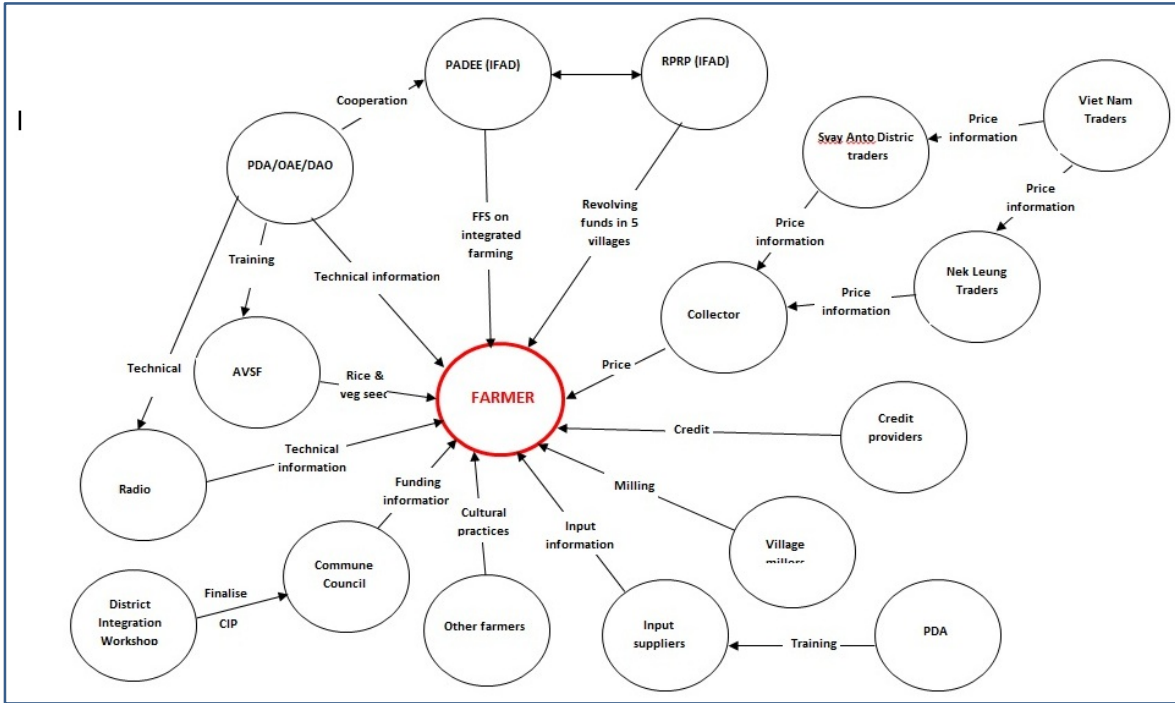 PADEE (IFAD)
RPRP (IFAD)
Cooperation
PDA/OAE/DAO
Viet Nam
Traders
Price
information
Svay Anto Distric
traders
Price
information
FFS on
integrated
farming
Revolving
funds in 5
villages
Price
information
Training
Technical information
Nek Leung
Traders
Price
information
Collector
Technical
AVSF
Rice &
veg seed
FARMER
Price
Credit
Credit
providers
Technical
information
Radio
Funding
information
Cultural
practices
Input
information
Milling
Village
Commune
Council
District
Integration
Workshop
Finalise
CIP
Other farmers
Input
suppliers
Training
PDA